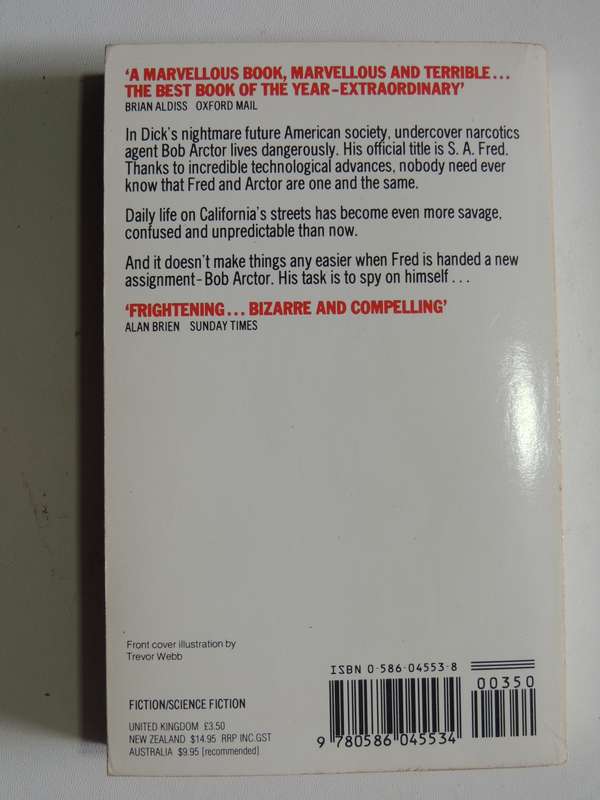 'A MARVELLOUS BOOK, MARVELLOUS AND TERRIBLE...
THE BEST BOOK OF THE YEAR-EXTRAORDINARY'
BRIAN ALDISS OXFORD MAIL
In Dick's nightmare future American society, undercover narcotics
agent Bob Arctor lives dangerously. His official title is S. A. Fred.
Thanks to incredible technological advances, nobody need ever
know that Fred and Arctor are one and the same.
Daily life on California's streets has become even more savage,
confused and unpredictable than now.
And it doesn't make things any easier when Fred is handed a new
assignment-Bob Arctor. His task is to spy on himself...
'FRIGHTENING... BIZARRE AND COMPELLING'
ALAN BRIEN SUNDAY TIMES
Front cover illustration by
Trevor Webb
FICTION/SCIENCE FICTION
UNITED KINGDOM £3.50
NEW ZEALAND $14.95 RRP INC.GST
AUSTRALIA $9.95 [recommended]
ISBN 0-586-04553-8
00350
9 780586 045534